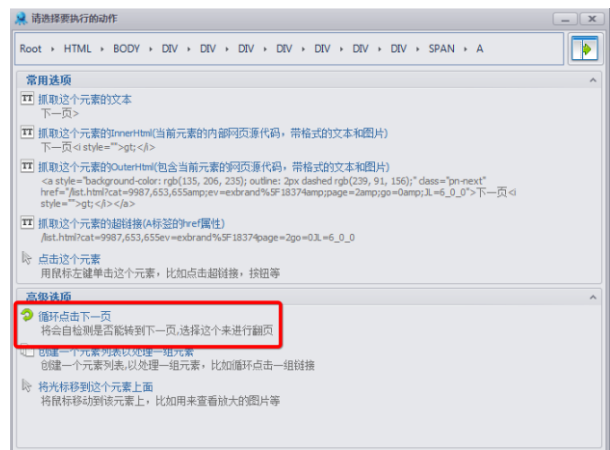 请选择要执行的动作
Root › HTML › BODY › DIV › DIV › DIV › DIV › DIV › DIV › DIV › SPAN › A
常用选项
抓取这个元素的文本
下一页>
抓取这个元素的InnerHtml(当前元素的内部网页源代码，带格式的文本和图片)
下一页<i style="">gt;</i>
抓取这个元素的OuterHtml(包含当前元素的网页源代码，带格式的文本和图片)
<a style="background-color: rgb(135, 206, 235); outline: 2px dashed rgb(239, 91, 156);" class="pn-next"
href="/list.html?cat=9987,653,655amp;ev=exbrand%5F18374amp;page=2amp;go=0amp;JL=6_0_0">下一页<i
style="">gt;</i></a>
抓取这个元素的超链接(A标签的href属性)
/list.html?cat=9987,653,655ev=exbrand%5F18374page=2go=0JL=6_0_0
点击这个元素
用鼠标左键单击这个元素，比如点击超链接，按钮等
高级选项
循环点击下一页
将会自检测是否能转到下一页,选择这个来进行翻页
创建一个元素列表以处理一组元素
创建一个元素列表,以处理一组元素，比如循环点击一组链接
将光标移到这个元素上面
将鼠标移动到该元素上，比如用来查看放大的图片等